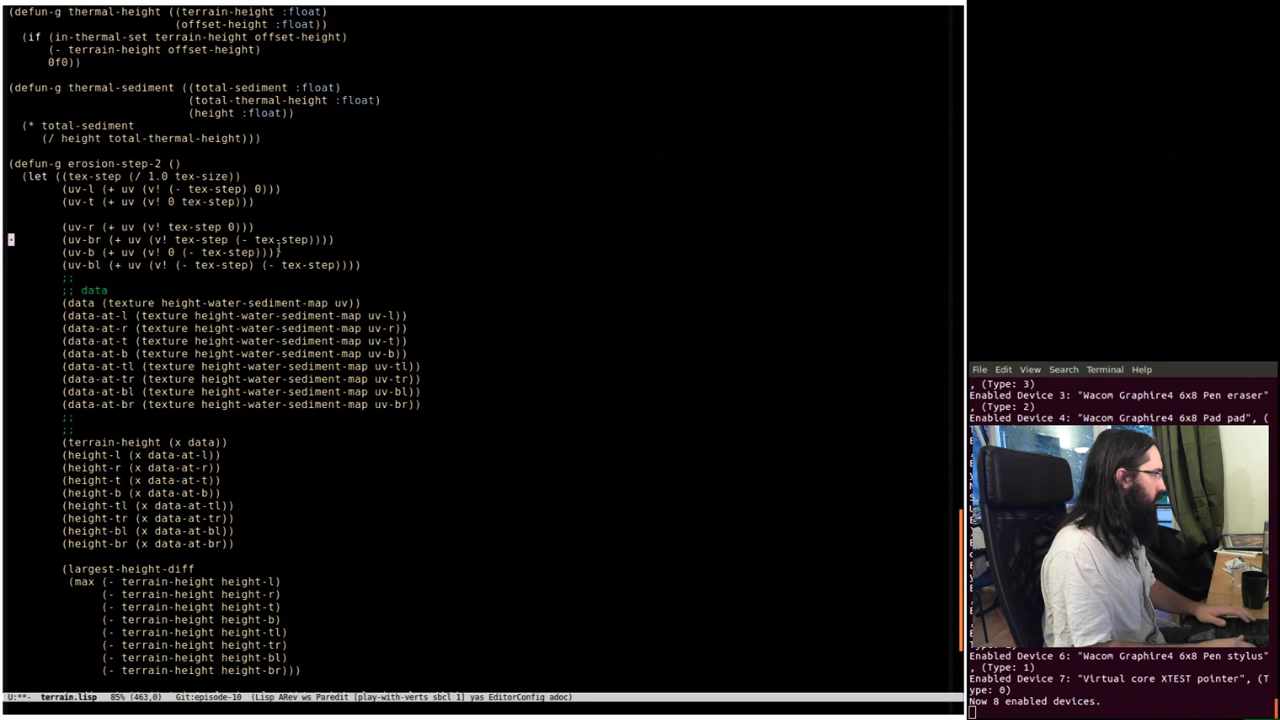 (defun-g thermal-height ((terrain-height :float)
(offset-height :float))
(if (in-thermal-set terrain-height offset-height)
(- terrain-height offset-height)
0f0))
(defun-g thermal-sediment ((total-sediment :float)
(total-thermal-height :float)
(height :float))
(* total-sediment
(/ height total-thermal-height)))
(defun-g erosion-step-2 ()
(let ((tex-step (/ 1.0 tex-size))
(uv-l (+ uv (v! (- tex-step) 0)))
(uv-t (+ uv (v! 0 tex-step)))
(uv-r (+ uv (v! tex-step 0)))
(uv-br (+ uv (v! tex-step (- tex-step))))
(uv-b (+ uv (v! 0 (- tex-step))))
(uv-bl (+ uv (v! (- tex-step) (- tex-step))))
;;
;; data
(data (texture height-water-sediment-map uv))
(data-at-l (texture height-water-sediment-map uv-l))
(data-at-r (texture height-water-sediment-map uv-r))
(data-at-t (texture height-water-sediment-map uv-t))
(data-at-b (texture height-water-sediment-map uv-b))
(data-at-tl (texture height-water-sediment-map uv-tl))
(data-at-tr (texture height-water-sediment-map uv-tr))
(data-at-bl (texture height-water-sediment-map uv-bl))
(data-at-br (texture height-water-sediment-map uv-br))
;;
;;
(terrain-height (x data))
(height-l (x data-at-l))
(height-r (x data-at-r))
(height-t (x data-at-t))
(height-b (x data-at-b))
(height-tl (x data-at-tl))
(height-tr (x data-at-tr))
(height-bl (x data-at-bl))
(height-br (x data-at-br))
(largest-height-diff
(max (- terrain-height height-l)
(- terrain-height height-r)
(- terrain-height height-t)
(- terrain-height height-b)
(- terrain-height height-tl)
(- terrain-height height-tr)
(- terrain-height height-bl)
(- terrain-height height-br)))
U:**- terrain.lisp 85% (463,0) Git:episode-10 (Lisp ARev ws Paredit [play-with-verts sbcl 1] yas EditorConfig adoc)
File Edit View Search Terminal Help
, (Type: 3)
Enabled Device 3: "Wacom Graphire4 6x8 Pen eraser"
, (Type: 2)
Enabled Device 4: "Wacom Graphire4 6x8 Pad pad", (
Enabled Device 6: "Wacom Graphire4 6x8 Pen stylus"
, (Type: 1)
Enabled Device 7: "Virtual core XTEST pointer", (T
ype: 0)
Now 8 enabled devices.